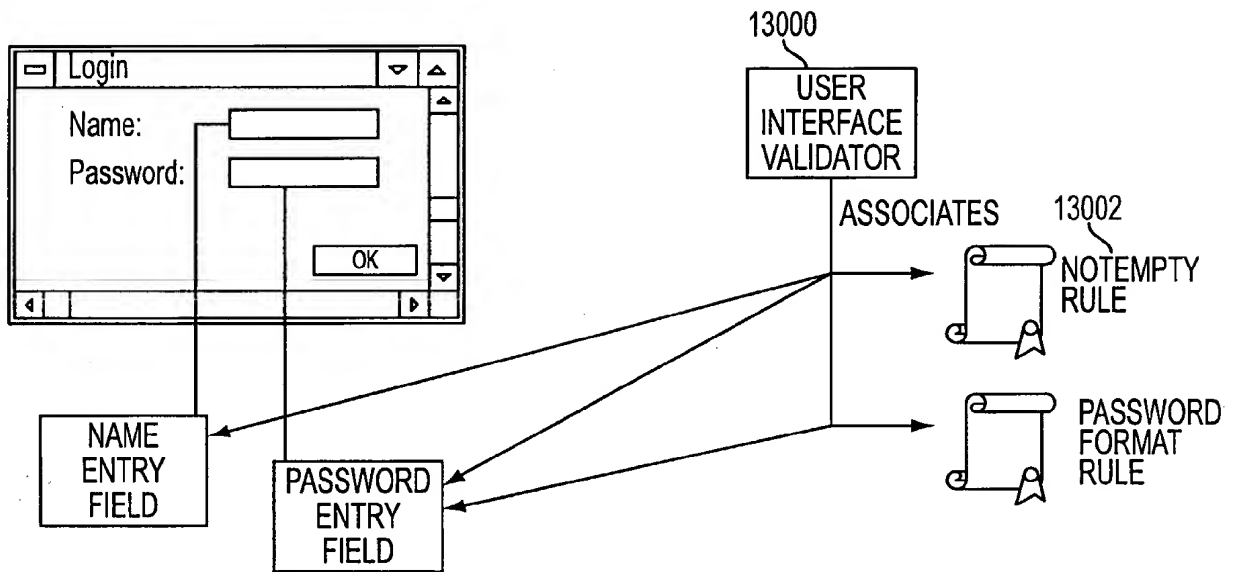 Login
Name:
Password:
OK
13000
USER
INTERFACE
VALIDATOR
ASSOCIATES
13002
NOTEMPTY
RULE
PASSWORD
FORMAT
RULE
NAME
ENTRY
FIELD
PASSWORD
ENTRY
FIELD